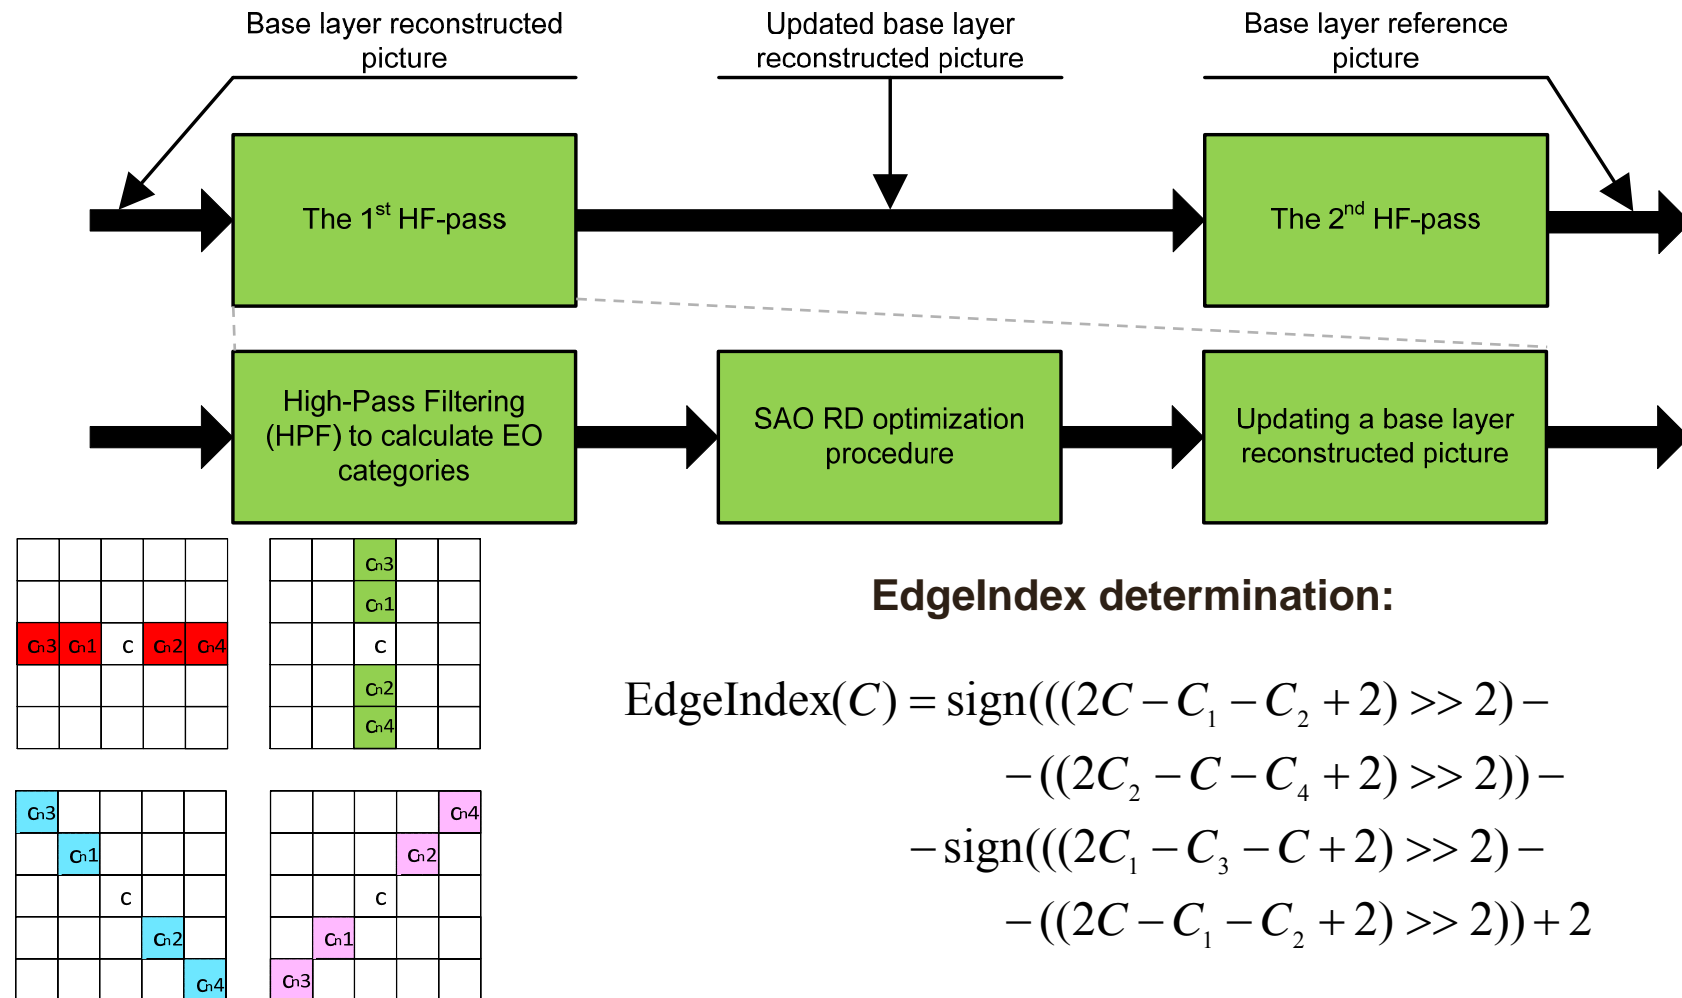 Base layer reconstructed
picture
Updated base layer
reconstructed picture
Base layer reference
picture
The 1st HF-pass
The 2nd HF-pass
High-Pass Filtering
(HPF) to calculate EO
categories
SAO RD optimization
procedure
Updating a base layer
reconstructed picture
Cn3 Cn1 C Cn2 Cn4
Cn3
Cn1
C
Cn2
Cn4
Cn3
Cn1
C
Cn2
Cn4
Cn4
Cn2
C
Cn1
Cn3
EdgeIndex determination:
EdgeIndex(C) = sign(((2C − C1 − C2 + 2) >> 2) −
−((2C2 − C − C4 + 2) >> 2)) −
−sign(((2C1 − C3 − C + 2) >> 2) −
−((2C − C1 − C2 + 2) >> 2)) + 2